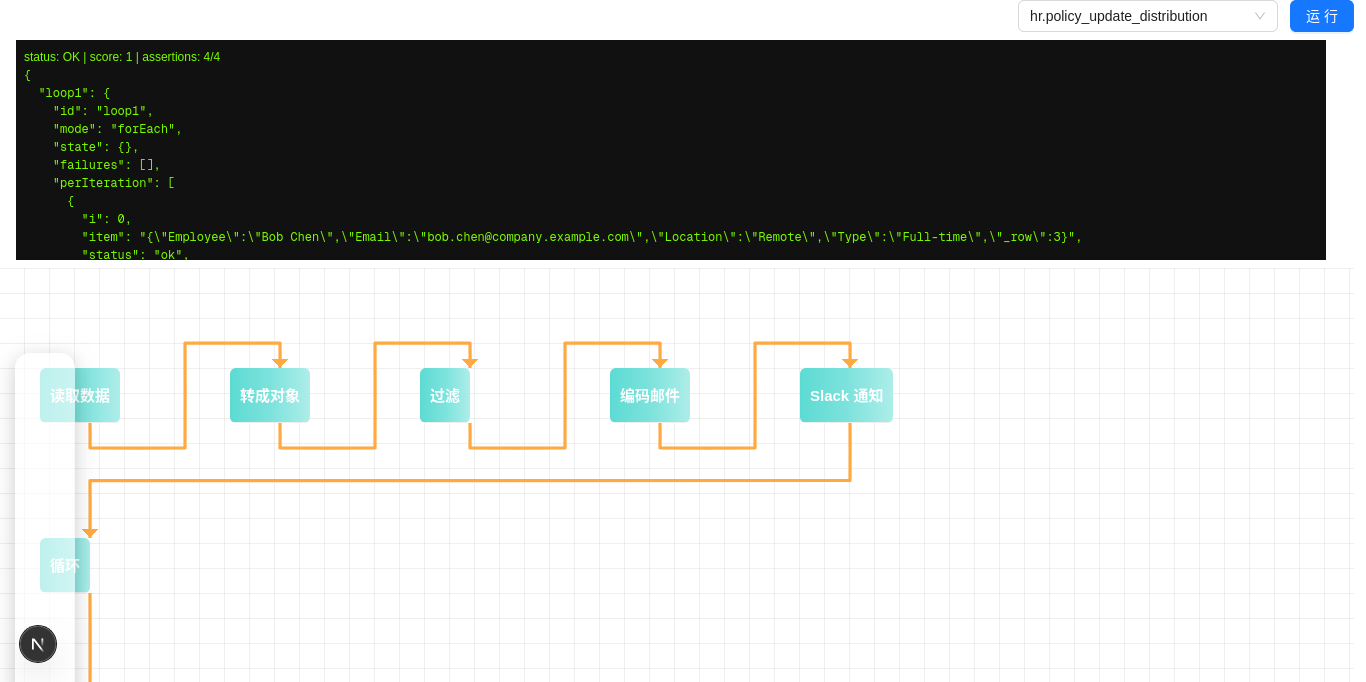 hr.policy_update_distribution
运 行
status: OK | score: 1 | assertions: 4/4
{
"loop1": {
"id": "loop1",
"mode": "forEach",
"state": {},
"failures": [],
"perIteration": [
{
"i": 0,
"item": "{\"Employee\":\"Bob Chen\",\"Email\":\"bob.chen@company.example.com\",\"Location\":\"Remote\",\"Type\":\"Full-time\",\"_row\":3}",
"status": "ok",
读取数据
转成对象
过滤
编码邮件
Slack 通知
循环
N